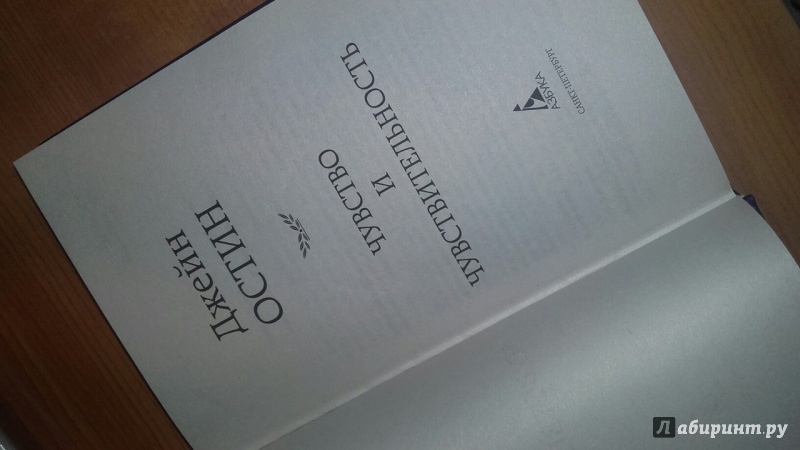 Джейн
ОСТИН
ЧУВСТВО
И
ЧУВСТВИТЕЛЬНОСТЬ
АЗБУКА
САНКТ-ПЕТЕРБУРГ
Лабиринт.ру